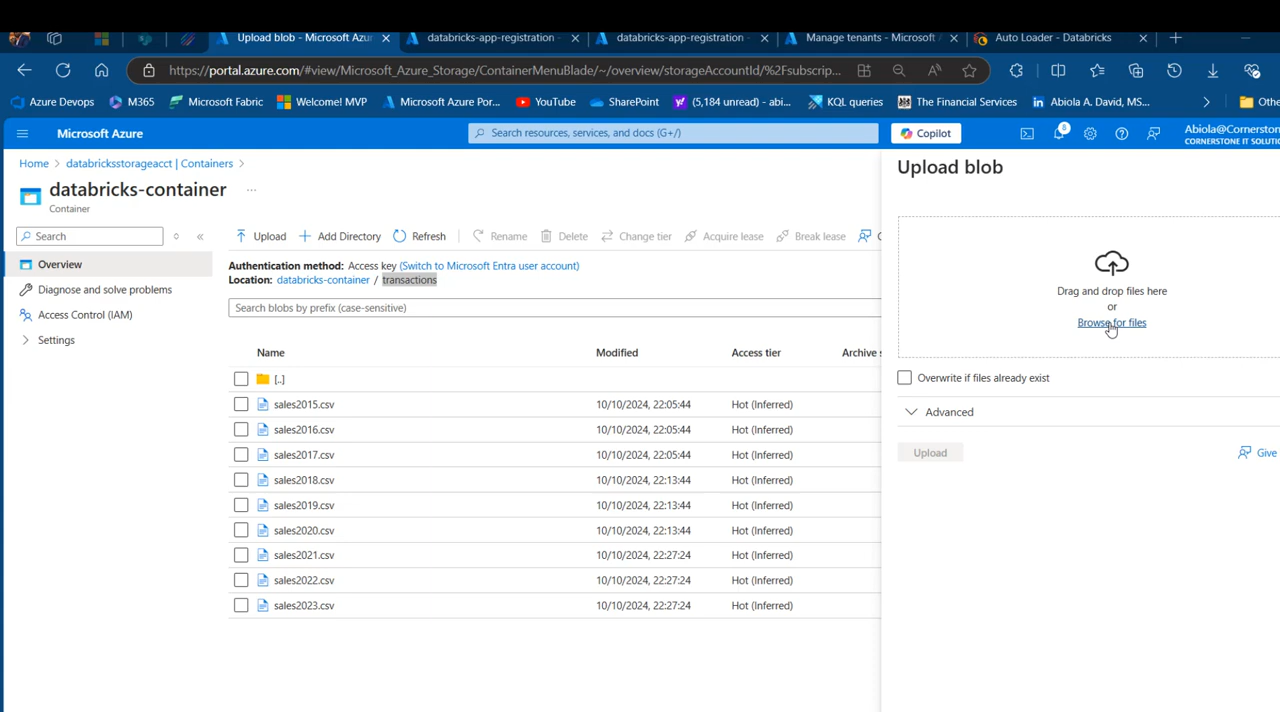 Upload blob - Microsoft Azur
databricks-app-registration -
databricks-app-registration -
Manage tenants - Microsoft A
Auto Loader - Databricks
https://portal.azure.com/#view/Microsoft_Azure_Storage/ContainerMenuBlade/~/overview/storageAccountId/%2Fsubscrip...
Azure Devops
M365
Microsoft Fabric
Welcome! MVP
Microsoft Azure Por...
YouTube
SharePoint
(5,184 unread) - abi...
KQL queries
The Financial Services
Abiola A. David, MS...
Othe
Microsoft Azure
Search resources, services, and docs (G+/)
Copilot
8
Abiola@Cornerston
CORNERSTONE IT SOLUTION
Home > databricksstorageacct | Containers >
databricks-container
...
Container
Search
Overview
Diagnose and solve problems
Access Control (IAM)
Settings
Upload
Add Directory
Refresh
Rename
Delete
Change tier
Acquire lease
Break lease
Authentication method: Access key (Switch to Microsoft Entra user account)
Location: databricks-container / transactions
Search blobs by prefix (case-sensitive)
Name Modified Access tier Archive s
[..]
sales2015.csv 10/10/2024, 22:05:44 Hot (Inferred)
sales2016.csv 10/10/2024, 22:05:44 Hot (Inferred)
sales2017.csv 10/10/2024, 22:05:44 Hot (Inferred)
sales2018.csv 10/10/2024, 22:13:44 Hot (Inferred)
sales2019.csv 10/10/2024, 22:13:44 Hot (Inferred)
sales2020.csv 10/10/2024, 22:13:44 Hot (Inferred)
sales2021.csv 10/10/2024, 22:27:24 Hot (Inferred)
sales2022.csv 10/10/2024, 22:27:24 Hot (Inferred)
sales2023.csv 10/10/2024, 22:27:24 Hot (Inferred)
Upload blob
Drag and drop files here
or
Browse for files
Overwrite if files already exist
Advanced
Upload
Give